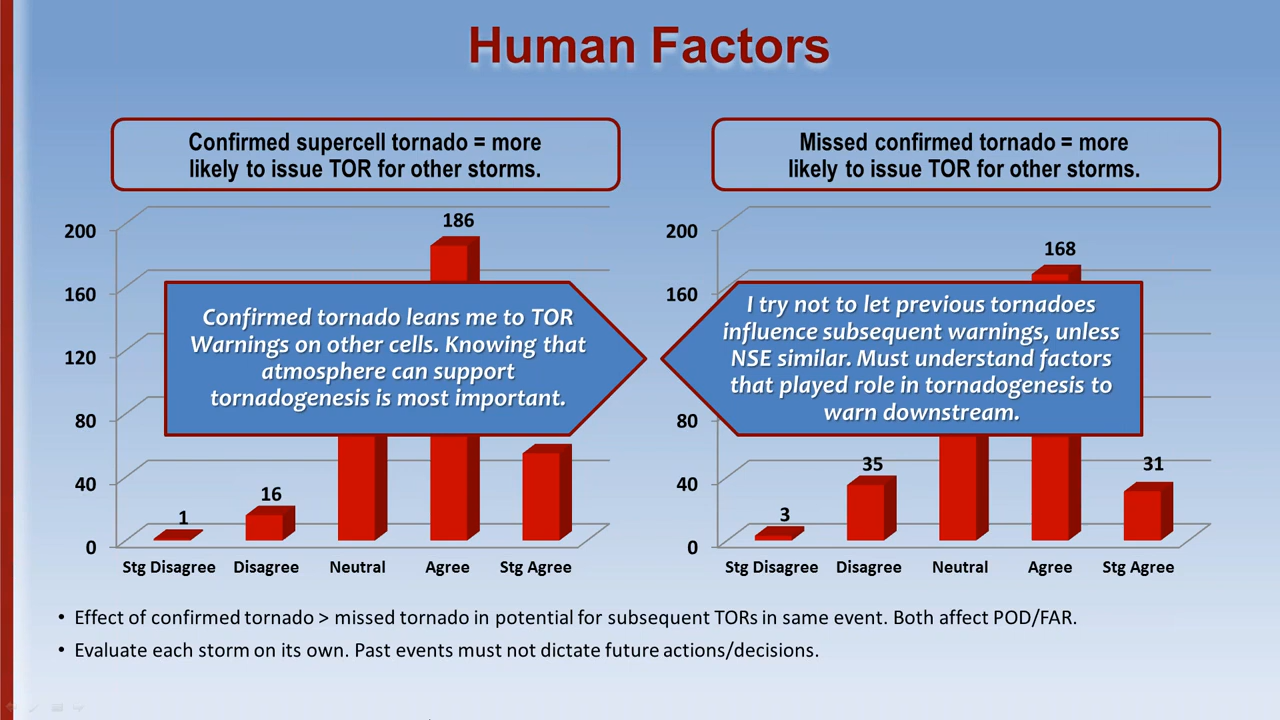 Human Factors
Confirmed supercell tornado = more
likely to issue TOR for other storms.
200
160
120
80
40
0
186
1
16
Confirmed tornado leans me to TOR
Warnings on other cells. Knowing that
atmosphere can support
tornadogenesis is most important.
Stg Disagree Disagree Neutral Agree Stg Agree
Missed confirmed tornado = more
likely to issue TOR for other storms.
200
160
80
40
0
168
3
35
31
I try not to let previous tornadoes
influence subsequent warnings, unless
NSE similar. Must understand factors
that played role in tornadogenesis to
warn downstream.
Stg Disagree Disagree Neutral Agree Stg Agree
• Effect of confirmed tornado > missed tornado in potential for subsequent TORs in same event. Both affect POD/FAR.
• Evaluate each storm on its own. Past events must not dictate future actions/decisions.